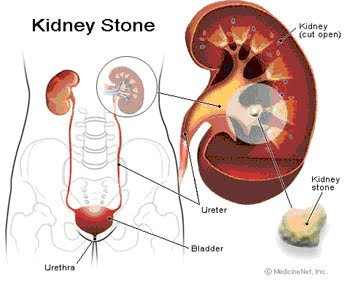 Kidney Stone
Kidney
(cut open)
Kidney
stone
Ureter
Bladder
Urethra
© MedicineNet, Inc.